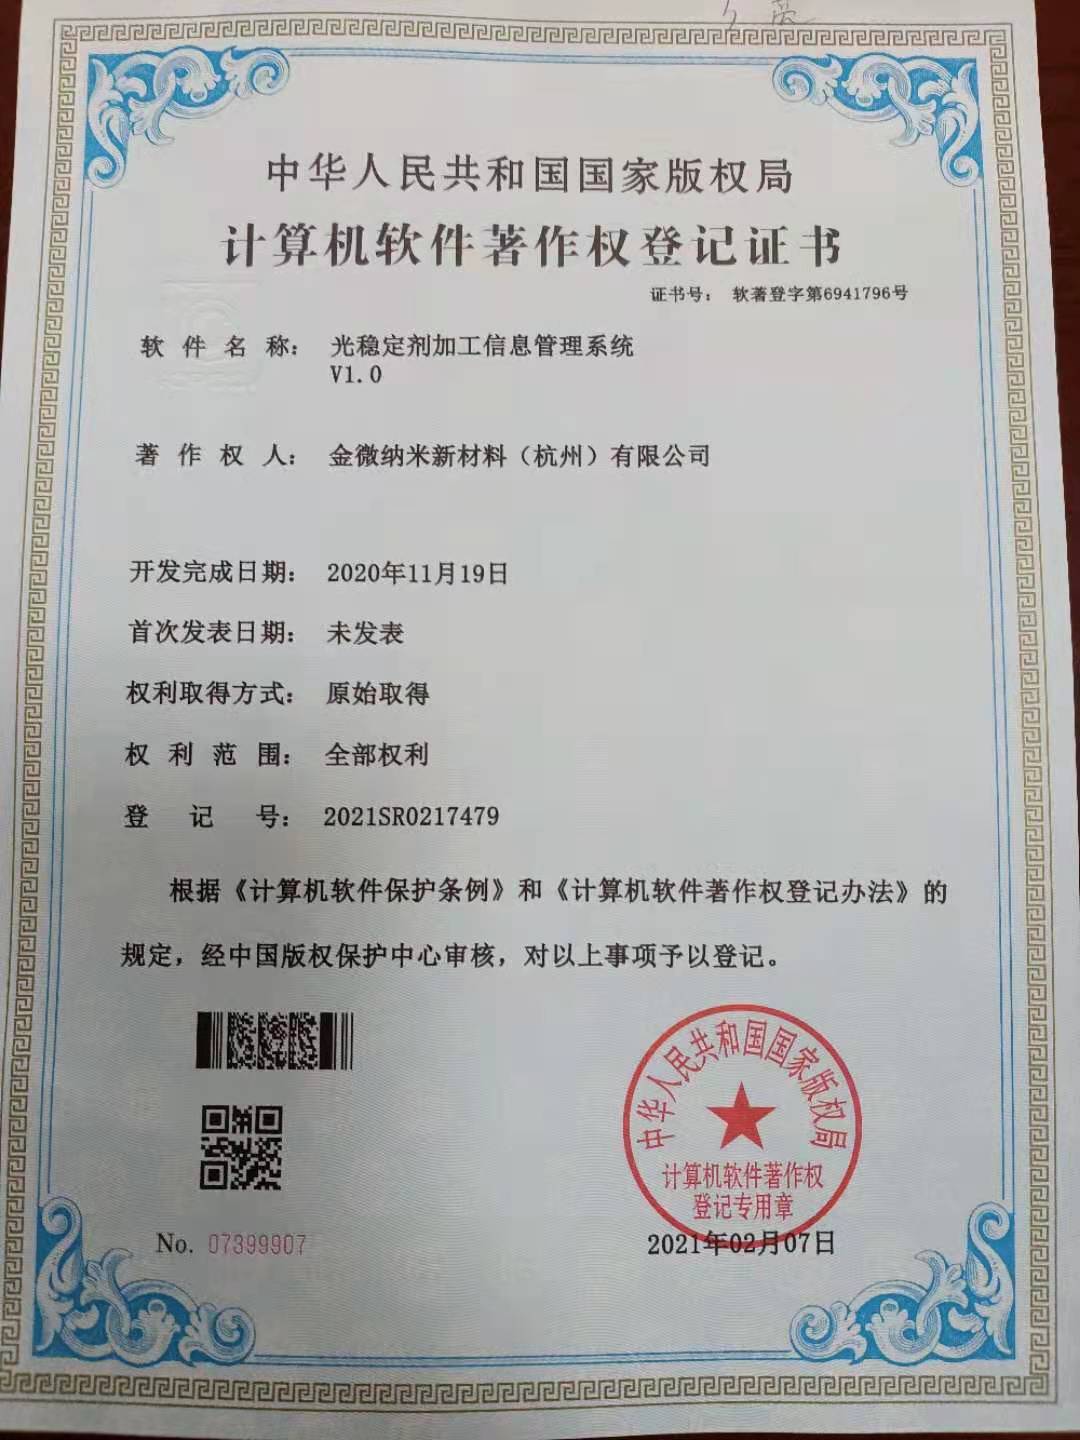 中华人民共和国国家版权局
计算机软件著作权登记证书
证书号： 软著登字第6941796号
软件名称： 光稳定剂加工信息管理系统
V1.0
著作权人： 金微纳米新材料（杭州）有限公司
开发完成日期： 2020年11月19日
首次发表日期： 未发表
权利取得方式： 原始取得
权利范围： 全部权利
登记号： 2021SR0217479
根据《计算机软件保护条例》和《计算机软件著作权登记办法》的
规定，经中国版权保护中心审核，对以上事项予以登记。
中华人民共和国国家版权局
计算机软件著作权
登记专用章
No. 07399907
2021年02月07日